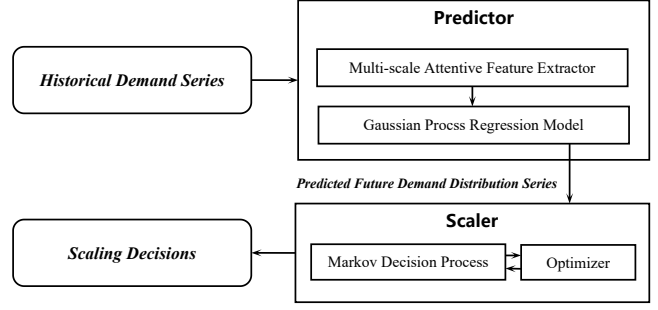 Predictor
Historical Demand Series
Multi-scale Attentive Feature Extractor
Gaussian Procss Regression Model
Predicted Future Demand Distribution Series
Scaler
Scaling Decisions
Markov Decision Process
Optimizer